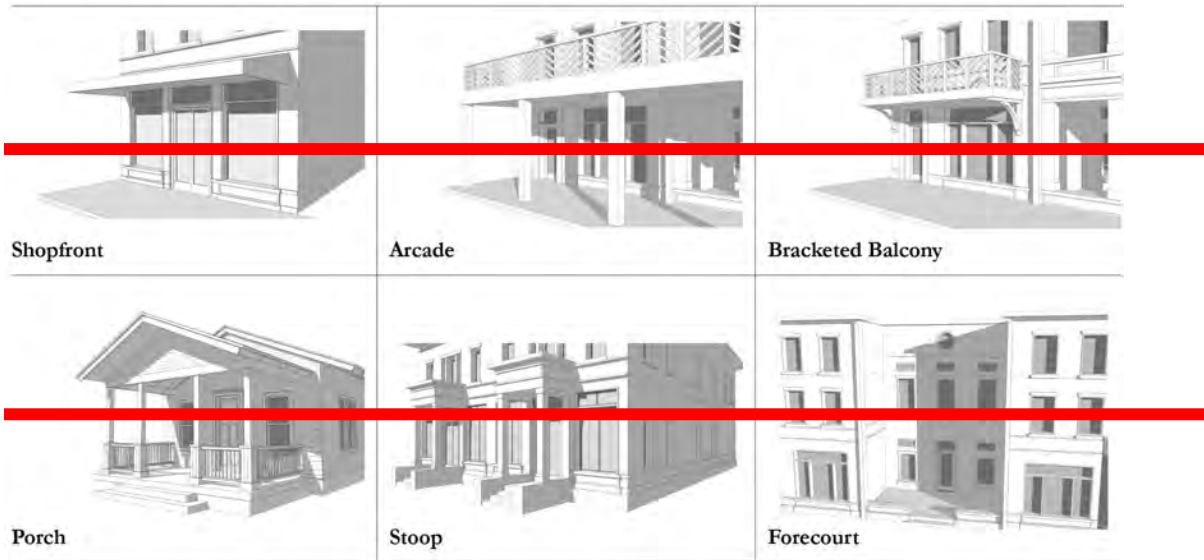 Shopfront
Arcade
Bracketed Balcony
Porch
Stoop
Forecourt